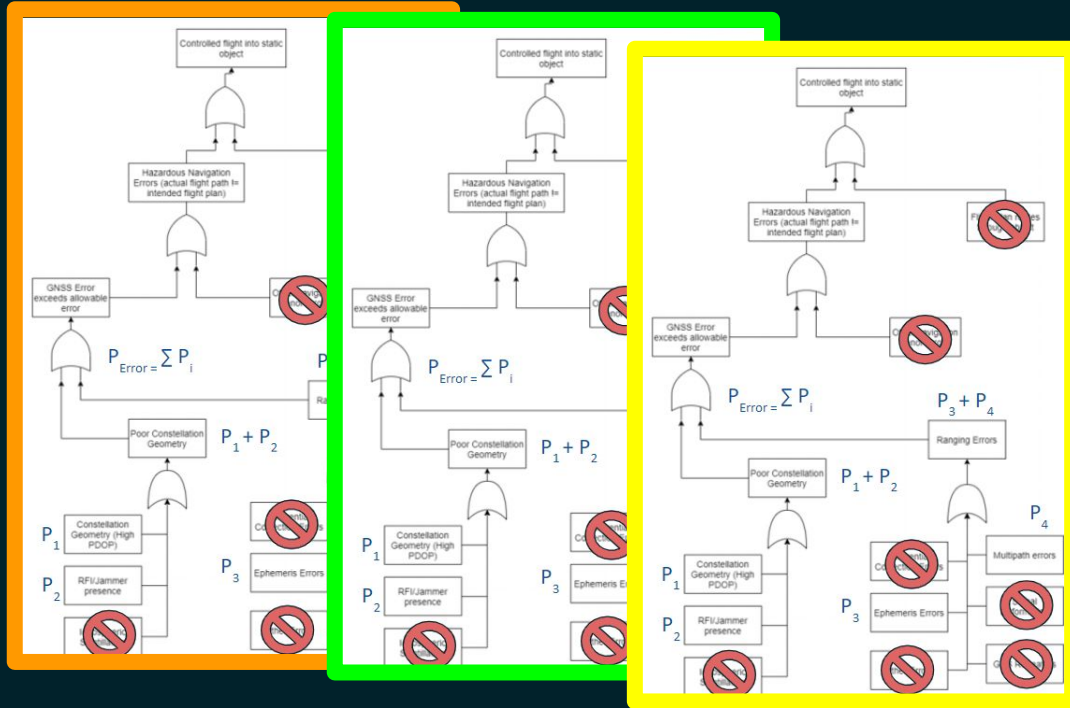 Controlled flight into static
object
Hazardous Navigation
Errors (actual flight path !=
intended flight plan)
GNSS Error
exceeds allowable
error
P Error = ∑ P i
P
Ra
Poor Constellation
Geometry
P 1 + P 2
P 1
Constellation
Geometry (High
PDOP)
P 2
RFI/Jammer
presence
P 3
Ephemeris Errors
Controlled flight into static
object
Hazardous Navigation
Errors (actual flight path !=
intended flight plan)
GNSS Error
exceeds allowable
error
P Error = ∑ P i
Poor Constellation
Geometry
P 1 + P 2
P 1
Constellation
Geometry (High
PDOP)
P 2
RFI/Jammer
presence
P 3
Ephemeris Er
Controlled flight into static
object
Hazardous Navigation
Errors (actual flight path !=
intended flight plan)
GNSS Error
exceeds allowable
error
P Error = ∑ P i
P 3 + P 4
Ranging Errors
Poor Constellation
Geometry
P 1 + P 2
P 4
Multipath errors
P 1
Constellation
Geometry (High
PDOP)
P 2
RFI/Jammer
presence
P 3
Ephemeris Errors